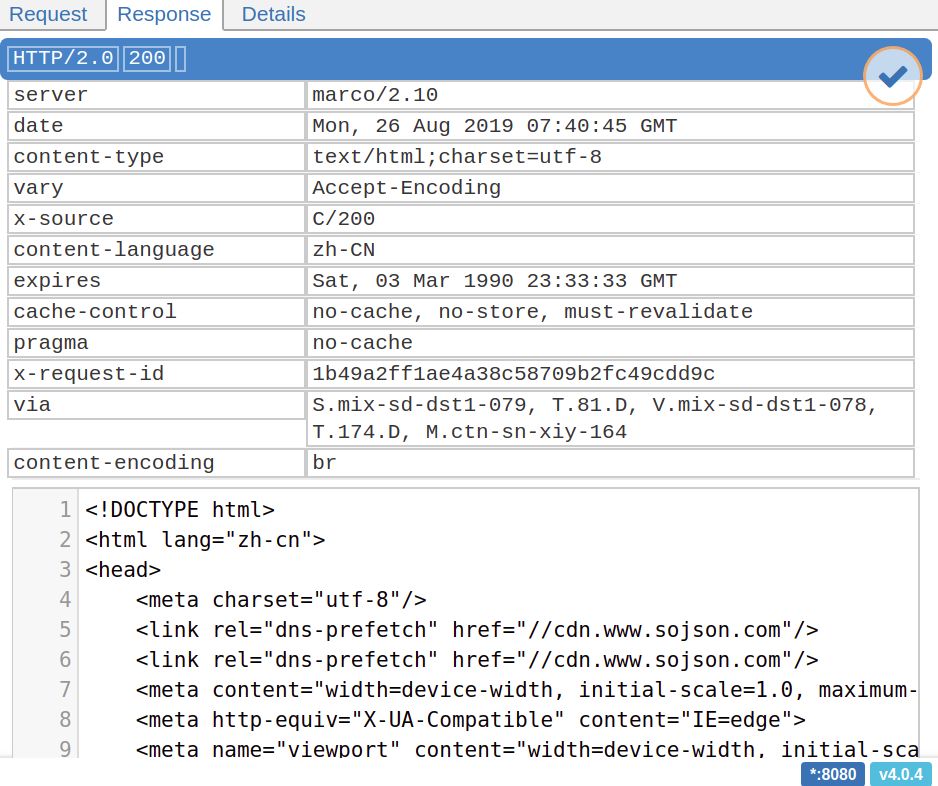 Request Response Details
HTTP/2.0 200
server marco/2.10
date Mon, 26 Aug 2019 07:40:45 GMT
content-type text/html;charset=utf-8
vary Accept-Encoding
x-source C/200
content-language zh-CN
expires Sat, 03 Mar 1990 23:33:33 GMT
cache-control no-cache, no-store, must-revalidate
pragma no-cache
x-request-id 1b49a2ff1ae4a38c58709b2fc49cdd9c
via S.mix-sd-dst1-079, T.81.D, V.mix-sd-dst1-078,
T.174.D, M.ctn-sn-xiy-164
content-encoding br
1 <!DOCTYPE html>
2 <html lang="zh-cn">
3 <head>
4 <meta charset="utf-8"/>
5 <link rel="dns-prefetch" href="//cdn.www.sojson.com"/>
6 <link rel="dns-prefetch" href="//cdn.www.sojson.com"/>
7 <meta content="width=device-width, initial-scale=1.0, maximum-
8 <meta http-equiv="X-UA-Compatible" content="IE=edge">
9 <meta name="viewport" content="width=device-width, initial-sca
*:8080 v4.0.4